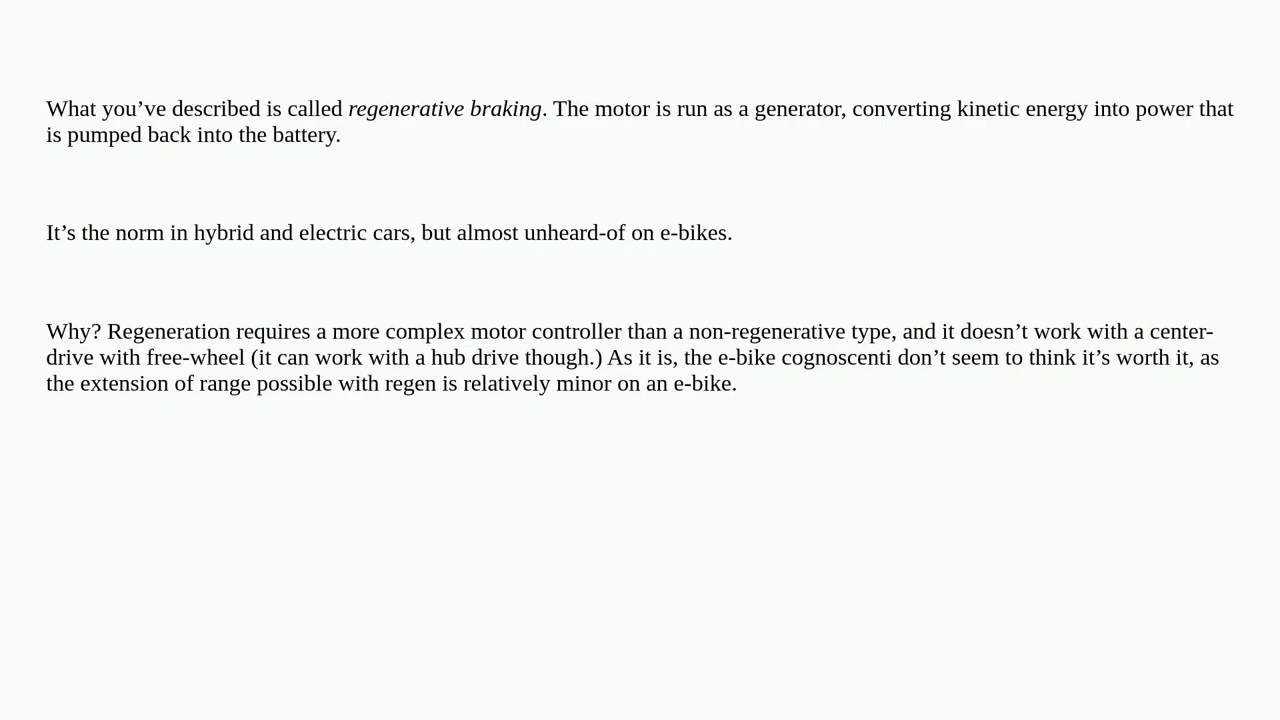 What you’ve described is called regenerative braking. The motor is run as a generator, converting kinetic energy into power that
is pumped back into the battery.
It’s the norm in hybrid and electric cars, but almost unheard-of on e-bikes.
Why? Regeneration requires a more complex motor controller than a non-regenerative type, and it doesn’t work with a center-
drive with free-wheel (it can work with a hub drive though.) As it is, the e-bike cognoscenti don’t seem to think it’s worth it, as
the extension of range possible with regen is relatively minor on an e-bike.